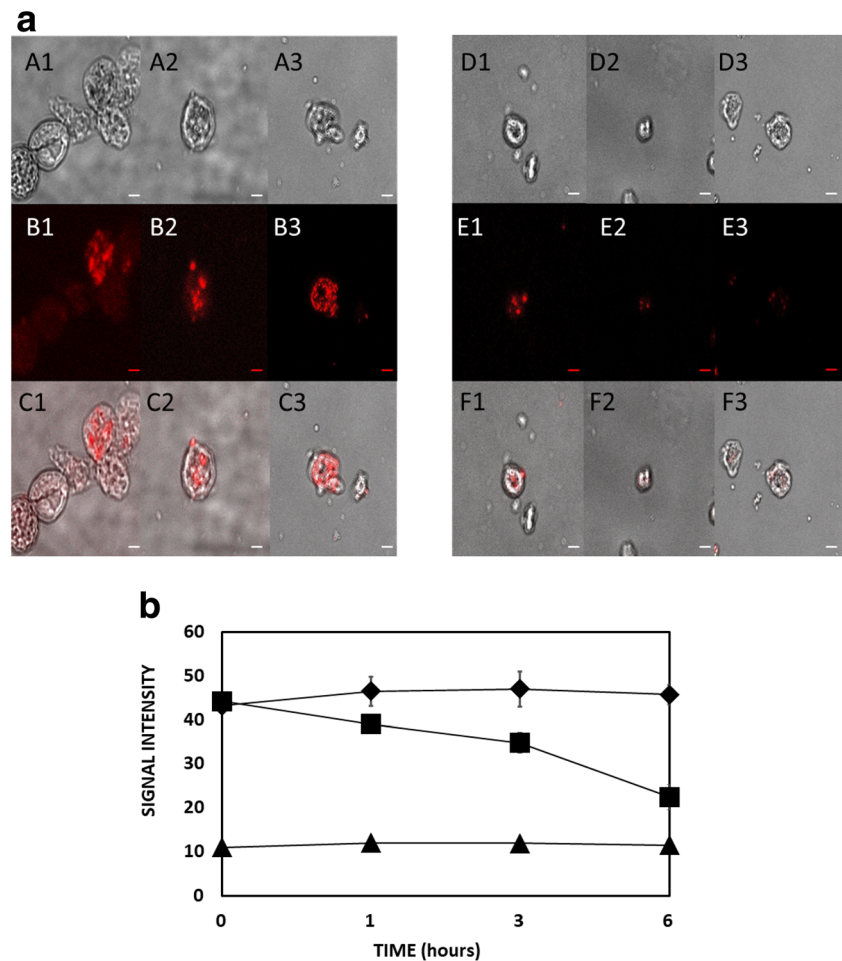 a
A1 A2 A3 D1 D2 D3
B1 B2 B3 E1 E2 E3
C1 C2 C3 F1 F2 F3
b
60
50
40
30
20
10
0
SIGNAL INTENSITY
0 1 3 6
TIME (hours)